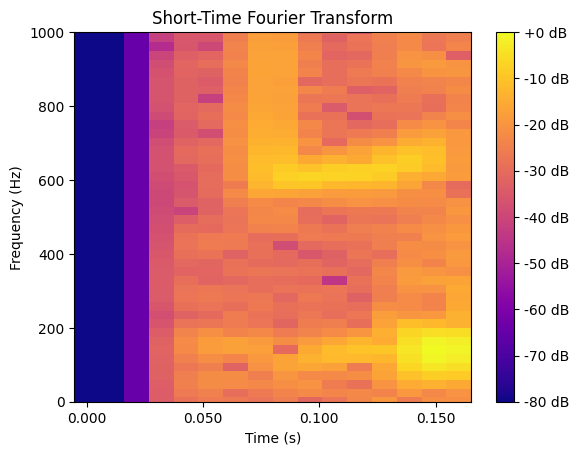 Short-Time Fourier Transform
1000
800
600
400
200
0
Frequency (Hz)
0.000
0.050
0.100
0.150
Time (s)
+0 dB
-10 dB
-20 dB
-30 dB
-40 dB
-50 dB
-60 dB
-70 dB
-80 dB